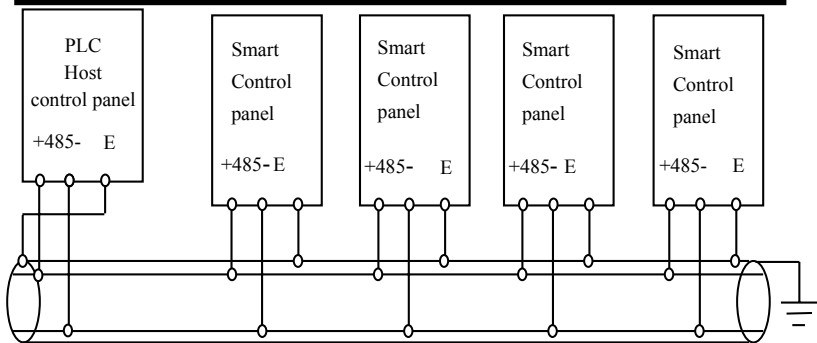 PLC
Host
control panel
+485- E
Smart
Control
panel
+485- E
Smart
Control
panel
+485- E
Smart
Control
panel
+485- E
Smart
Control
panel
+485- E